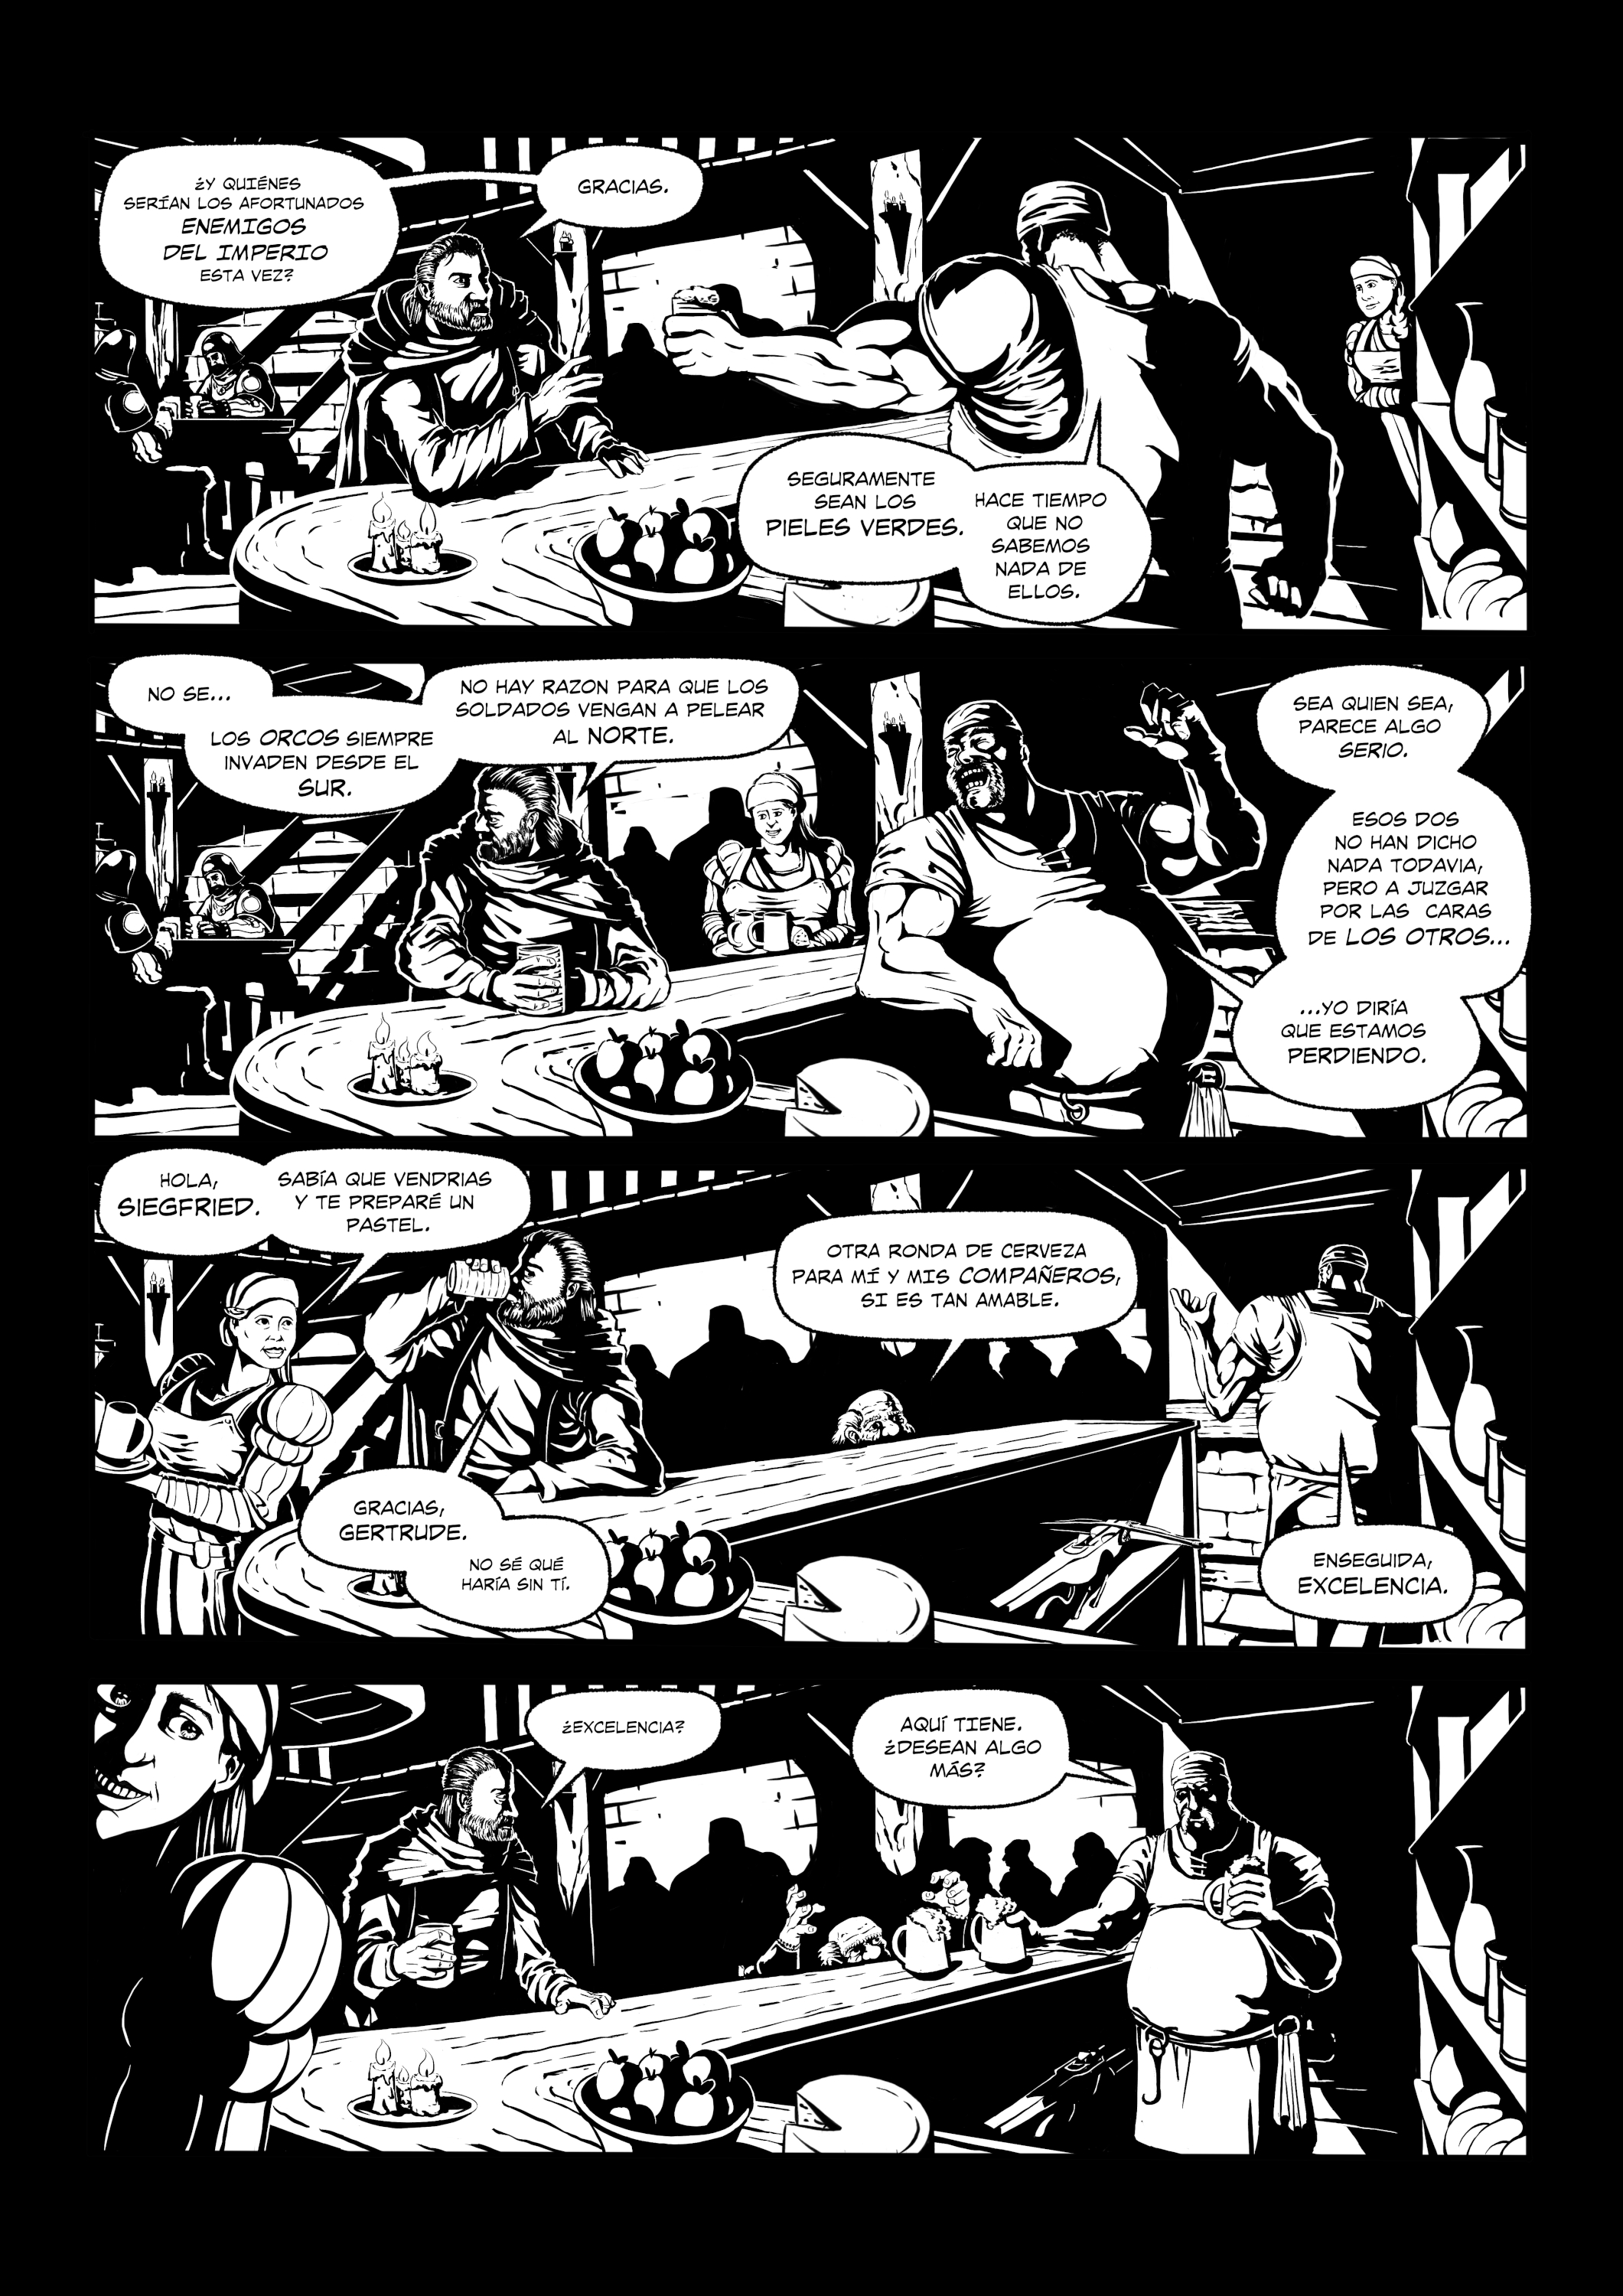 GRACIAS.
¿Y QUIÉNES
SERÍAN LOS AFORTUNADOS
ENEMIGOS
DEL IMPERIO
ESTA VEZ?
SEGURAMENTE
SEAN LOS
PIELES VERDES.
HACE TIEMPO
QUE NO
SABEMOS
NADA DE
ELLOS.
NO SE...
LOS ORCOS SIEMPRE
INVADEN DESDE EL
SUR.
NO HAY RAZON PARA QUE LOS
SOLDADOS VENGAN A PELEAR
AL NORTE.
SEA QUIEN SEA,
PARECE ALGO
SERIO.
ESOS DOS
NO HAN DICHO
NADA TODAVIA,
PERO A JUZGAR
POR LAS CARAS
DE LOS OTROS...
...YO DIRÍA
QUE ESTAMOS
PERDIENDO.
HOLA,
SIEGFRIED.
SABÍA QUE VENDRIAS
Y TE PREPARÉ UN
PASTEL.
GRACIAS,
GERTRUDE.
NO SÉ QUÉ
HARÍA SIN TÍ.
OTRA RONDA DE CERVEZA
PARA MÍ Y MIS COMPAÑEROS,
SI ES TAN AMABLE.
ENSEGUIDA,
EXCELENCIA.
¿EXCELENCIA?
AQUÍ TIENE.
¿DESEAN ALGO
MÁS?